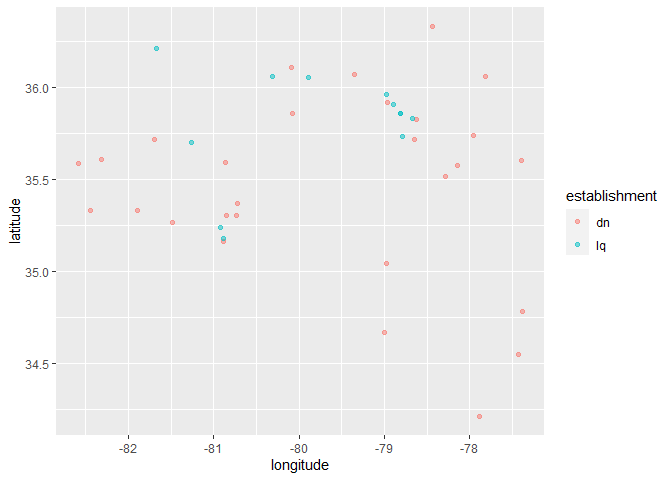 36.0
35.5
35.0
34.5
latitude
-82
-81
-80
-79
-78
longitude
establishment
dn
lq